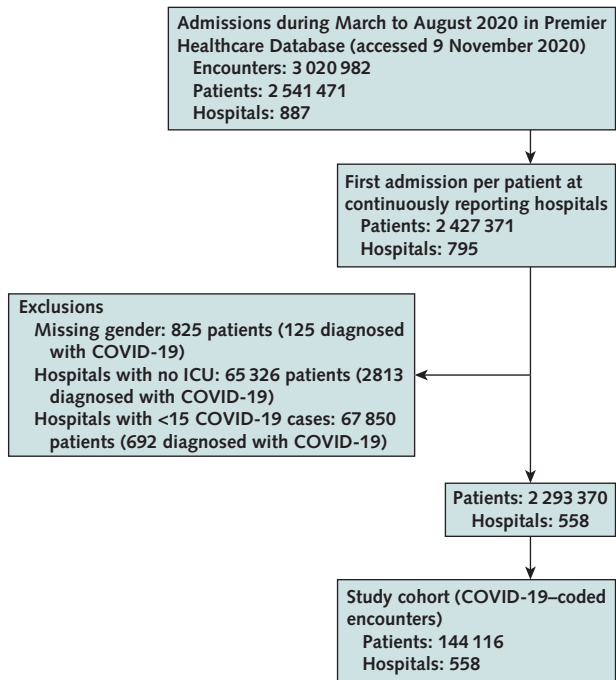 Admissions during March to August 2020 in Premier
Healthcare Database (accessed 9 November 2020)
Encounters: 3 020 982
Patients: 2 541 471
Hospitals: 887
First admission per patient at
continuously reporting hospitals
Patients: 2 427 371
Hospitals: 795
Exclusions
Missing gender: 825 patients (125 diagnosed
with COVID-19)
Hospitals with no ICU: 65 326 patients (2813
diagnosed with COVID-19)
Hospitals with <15 COVID-19 cases: 67 850
patients (692 diagnosed with COVID-19)
Patients: 2 293 370
Hospitals: 558
Study cohort (COVID-19–coded
encounters)
Patients: 144 116
Hospitals: 558